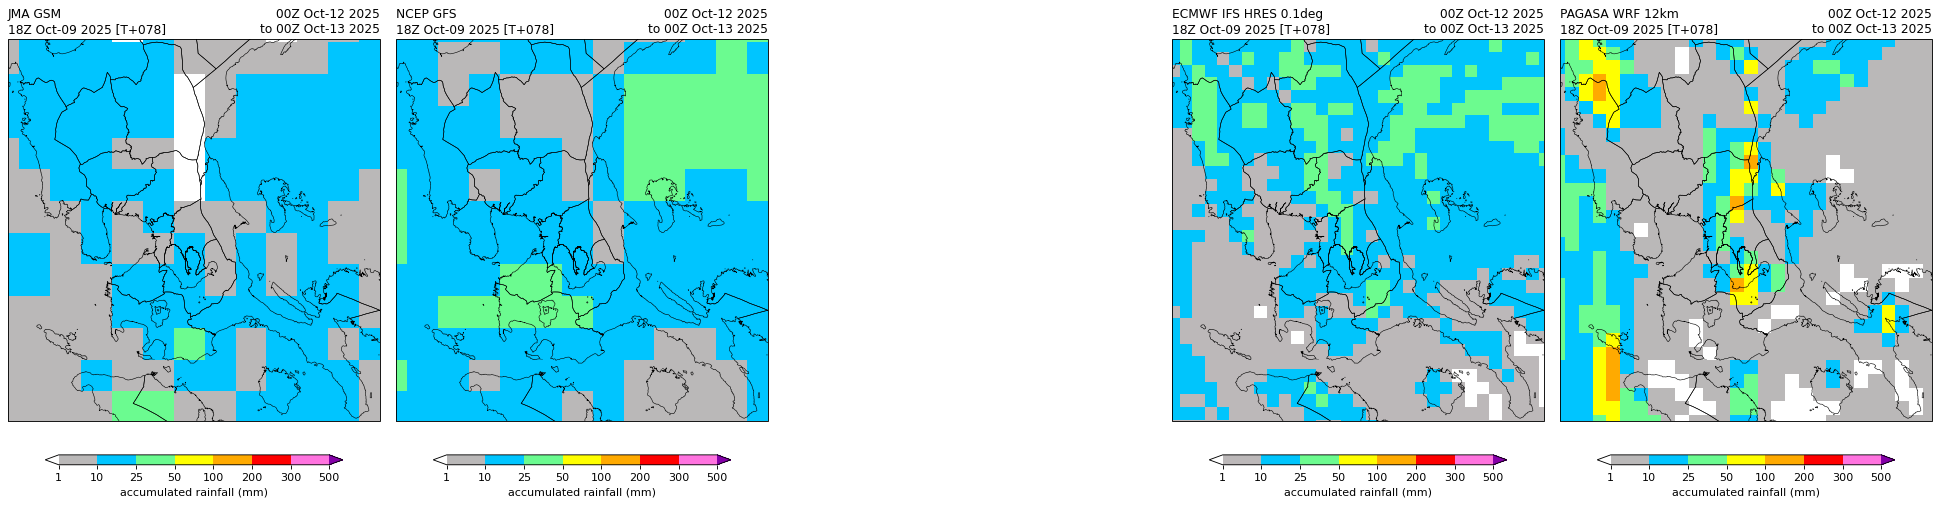 JMA GSM 00Z Oct-12 2025
18Z Oct-09 2025 [T+078] to 00Z Oct-13 2025
1 10 25 50 100 200 300 500
accumulated rainfall (mm)
NCEP GFS 00Z Oct-12 2025
18Z Oct-09 2025 [T+078] to 00Z Oct-13 2025
1 10 25 50 100 200 300 500
accumulated rainfall (mm)
ECMWF IFS HRES 0.1deg 00Z Oct-12 2025
18Z Oct-09 2025 [T+078] to 00Z Oct-13 2025
1 10 25 50 100 200 300 500
accumulated rainfall (mm)
PAGASA WRF 12km 00Z Oct-12 2025
18Z Oct-09 2025 [T+078] to 00Z Oct-13 2025
1 10 25 50 100 200 300 500
accumulated rainfall (mm)